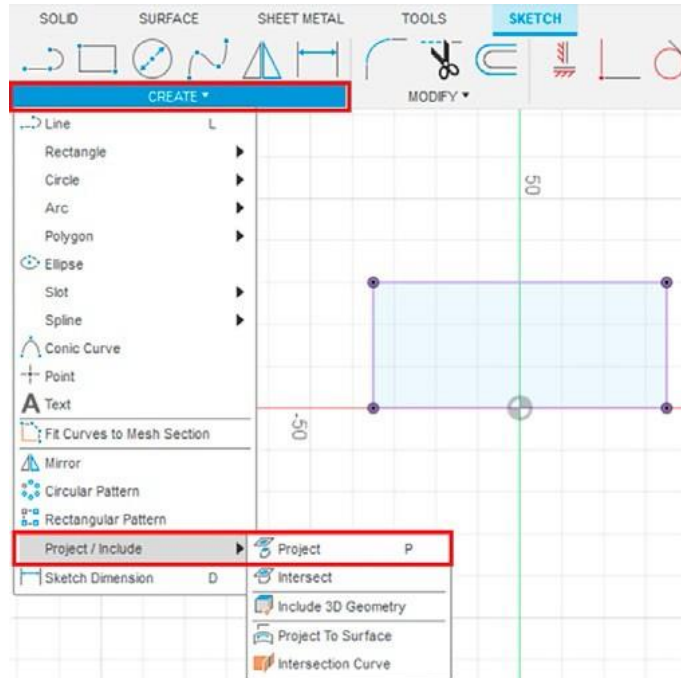 SOLID SURFACE SHEET METAL TOOLS SKETCH
CREATE ▾ MODIFY ▾
Line L
Rectangle
Circle
Arc
Polygon
Ellipse
Slot
Spline
Conic Curve
Point
A Text
Fit Curves to Mesh Section
Mirror
Circular Pattern
Rectangular Pattern
Project / Include
Sketch Dimension D
Project P
Intersect
Include 3D Geometry
Project To Surface
Intersection Curve
50
-50